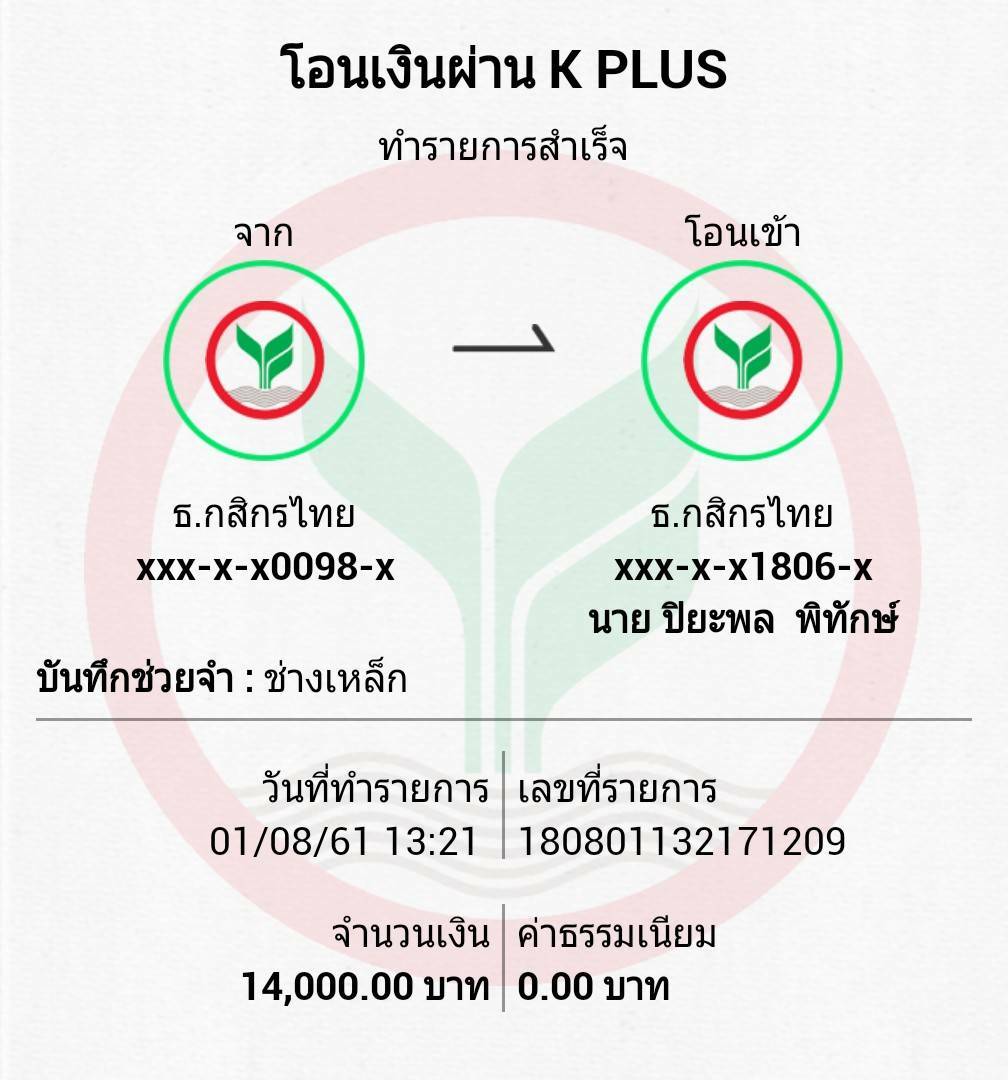 โอนเงินผ่าน K PLUS
ทำรายการสำเร็จ
จาก
โอนเข้า
ธ.กสิกรไทย
xxx-x-x0098-x
ธ.กสิกรไทย
xxx-x-x1806-x
นาย ปิยะพล พิทักษ์
บันทึกช่วยจำ : ช่างเหล็ก
วันที่ทำรายการ
01/08/61 13:21
เลขที่รายการ
180801132171209
จำนวนเงิน
14,000.00 บาท
ค่าธรรมเนียม
0.00 บาท